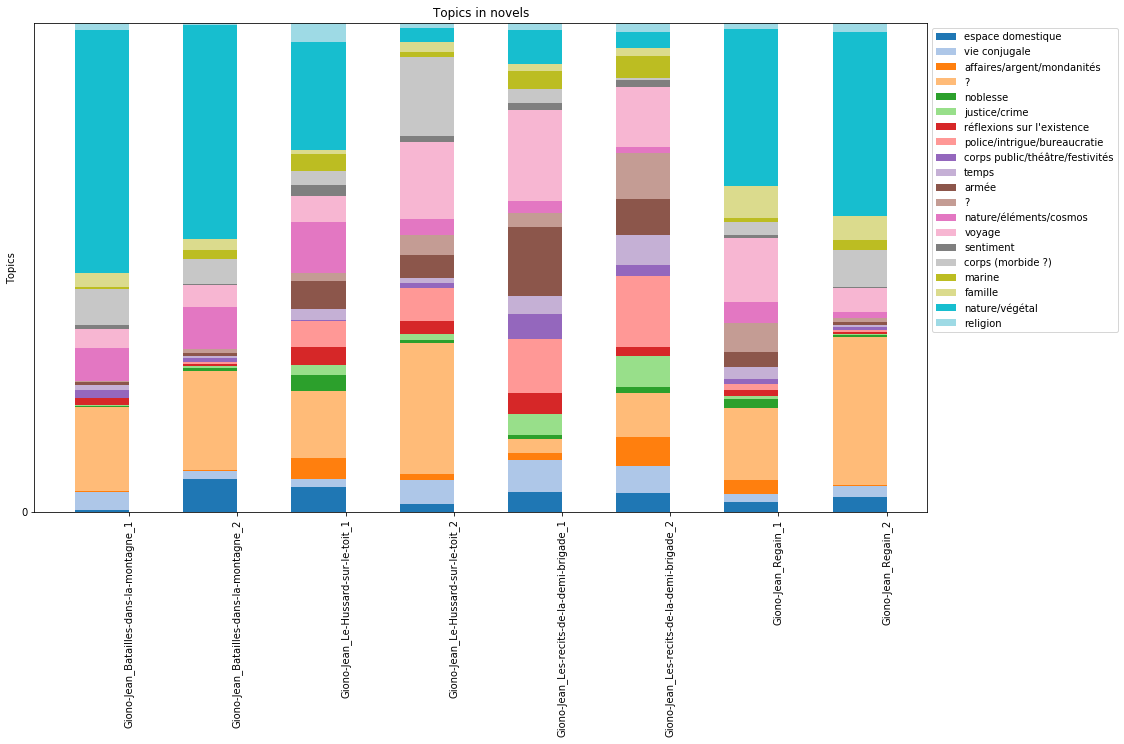 Topics in novels
Topics
0
espace domestique
vie conjugale
affaires/argent/mondanités
?
noblesse
justice/crime
réflexions sur l'existence
police/intrigue/bureaucratie
corps public/théâtre/festivités
temps
armée
?
nature/éléments/cosmos
voyage
sentiment
corps (morbide ?)
marine
famille
nature/végétal
religion
Giono-Jean_Batailles-dans-la-montagne_1
Giono-Jean_Batailles-dans-la-montagne_2
Giono-Jean_Le-Hussard-sur-le-toit_1
Giono-Jean_Le-Hussard-sur-le-toit_2
Giono-Jean_Les-recits-de-la-demi-brigade_1
Giono-Jean_Les-recits-de-la-demi-brigade_2
Giono-Jean_Regain_1
Giono-Jean_Regain_2